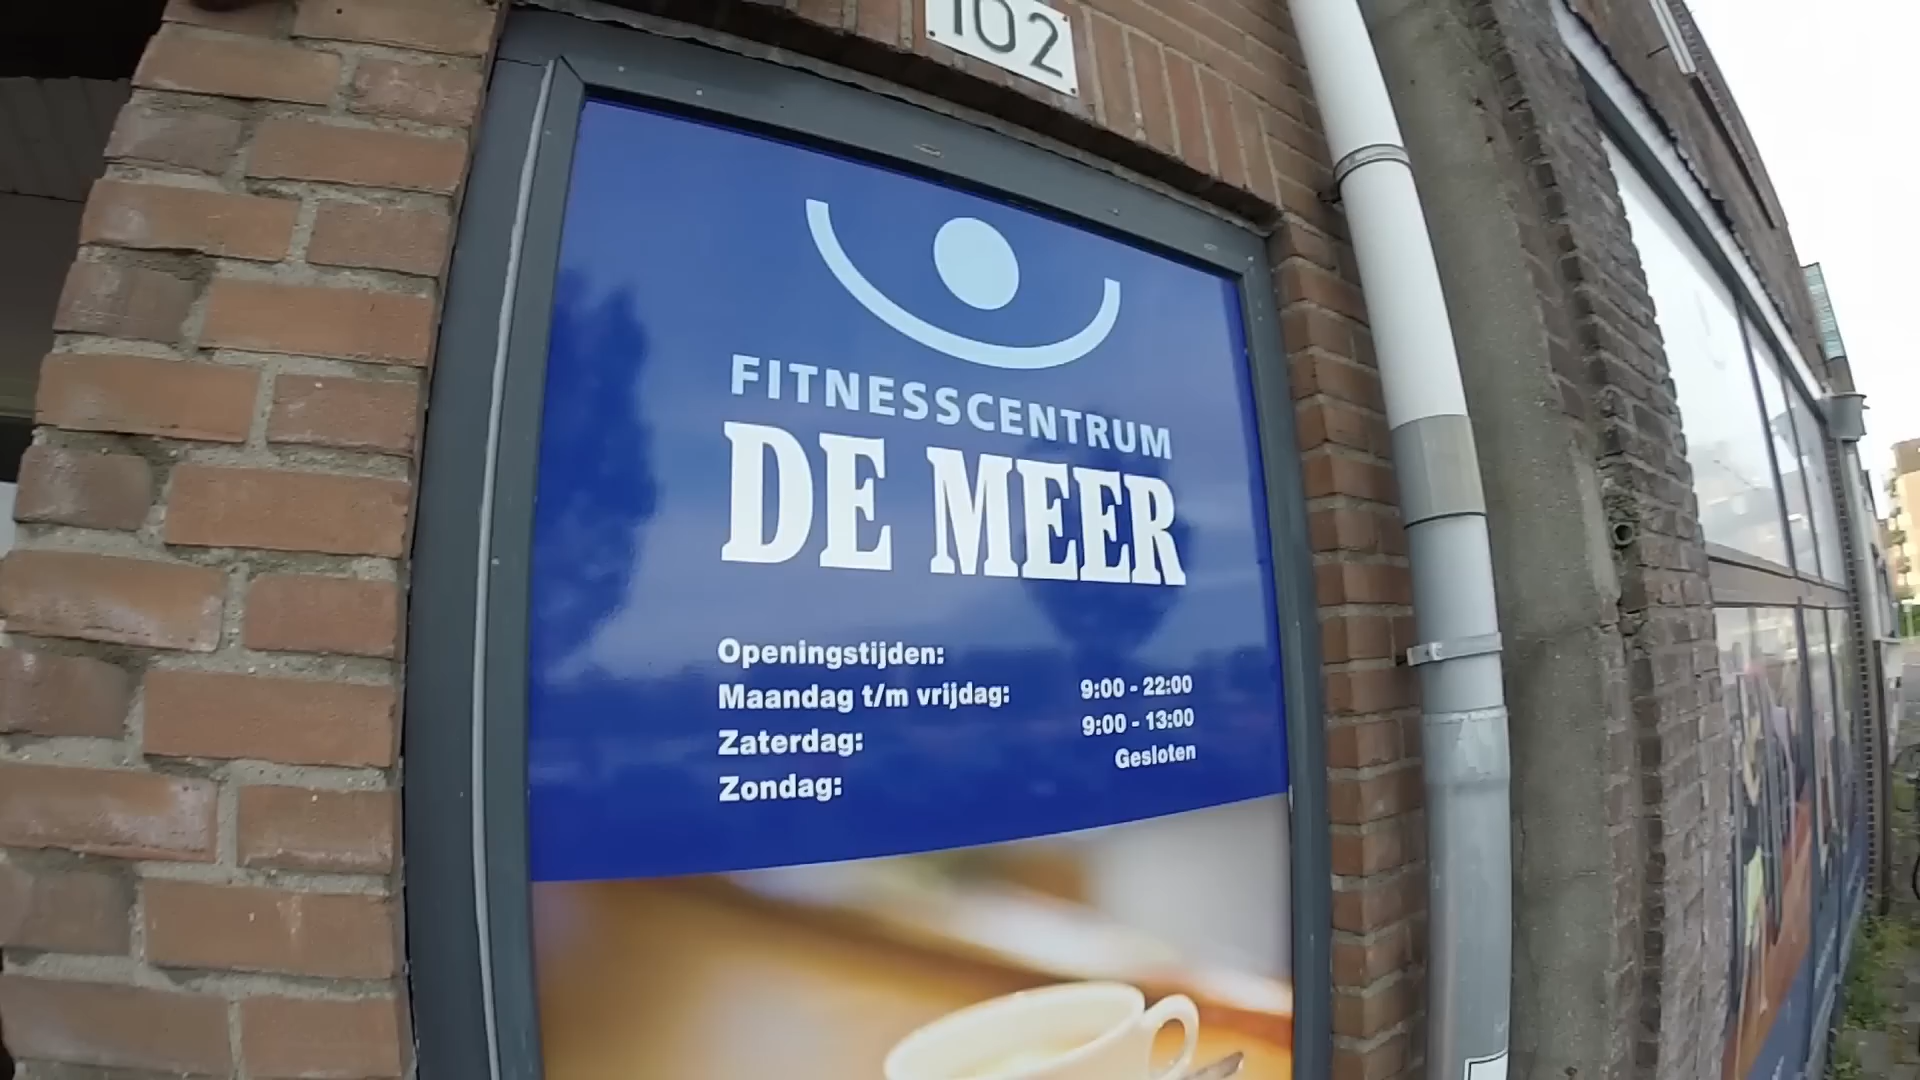 102
FITNESSCENTRUM
DE MEER
Openingstijden:
Maandag t/m vrijdag: 9:00 - 22:00
Zaterdag: 9:00 - 13:00
Zondag: Gesloten